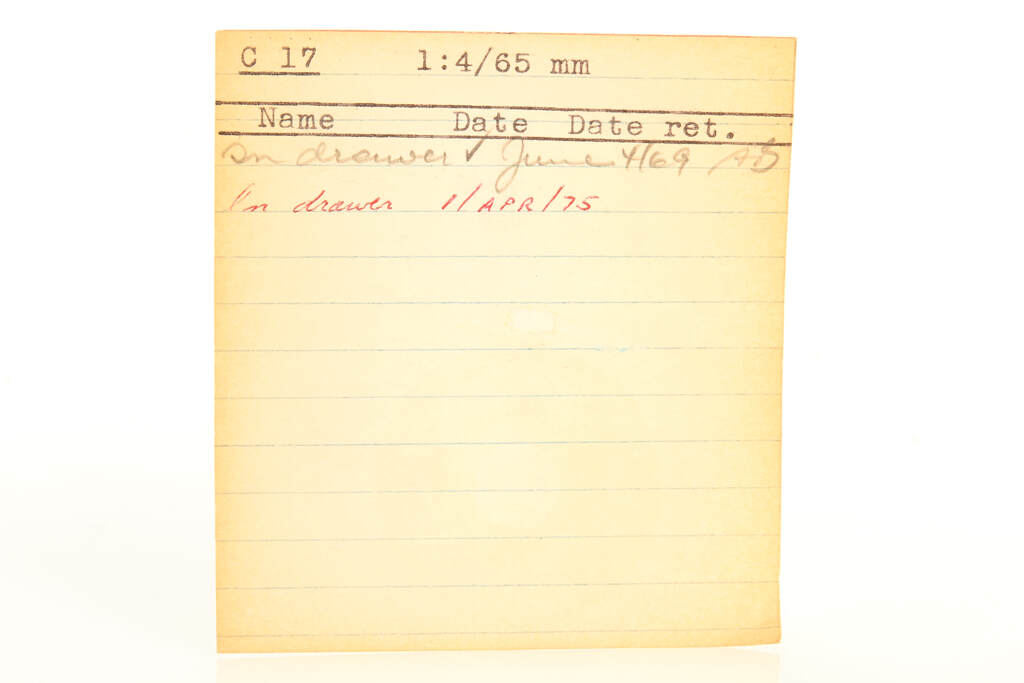 C 17 1:4/65 mm
Name Date Date ret.
In drawer ✓ June 4/69 AB
In drawer 1/APR/75